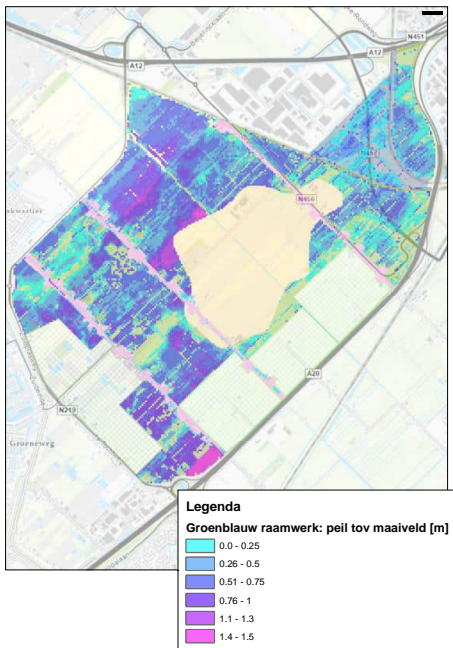 N451
A12
A12
N456
A20
N219
Groeneweg
Legenda
Groenblauw raamwerk: peil tov maaiveld [m]
0.0 - 0.25
0.26 - 0.5
0.51 - 0.75
0.76 - 1
1.1 - 1.3
1.4 - 1.5